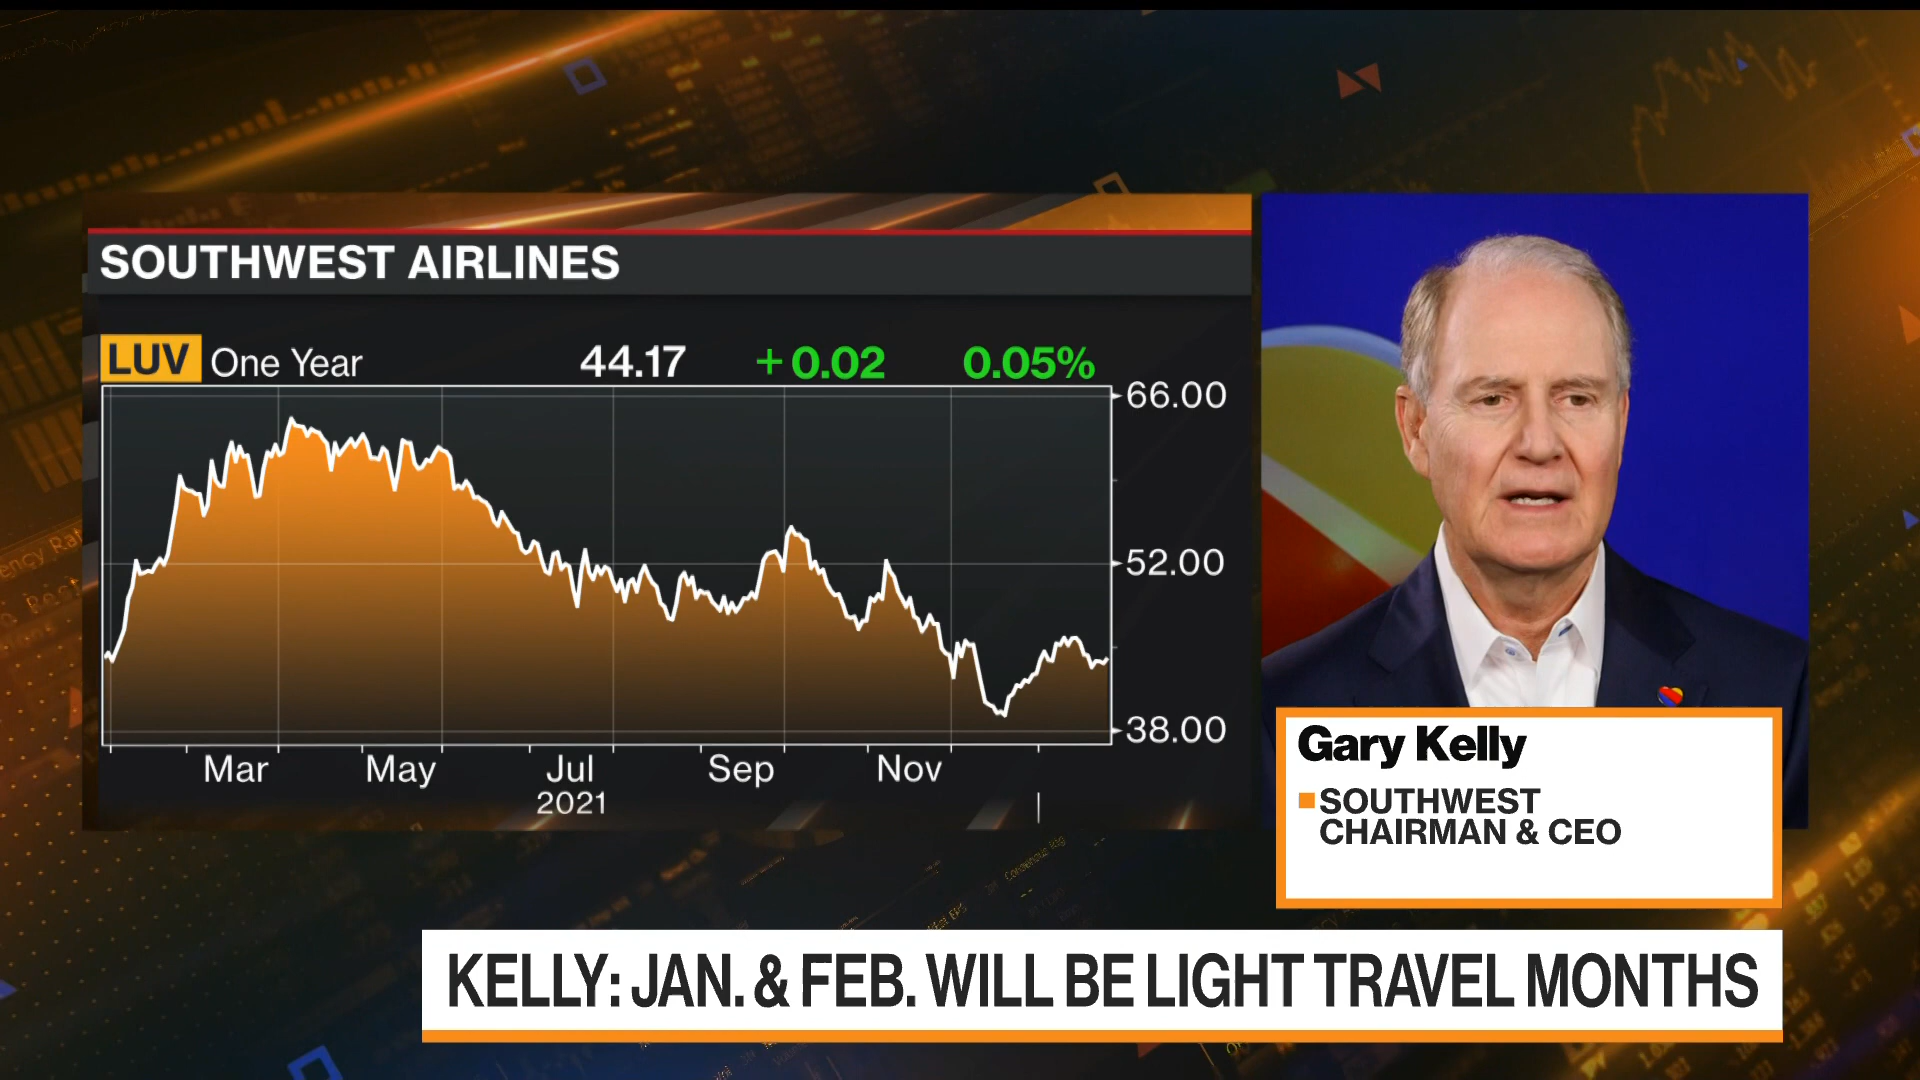 SOUTHWEST AIRLINES
LUV One Year 44.17 +0.02 0.05%
66.00
52.00
38.00
Mar May Jul Sep Nov
2021
Gary Kelly
SOUTHWEST
CHAIRMAN & CEO
KELLY: JAN. & FEB. WILL BE LIGHT TRAVEL MONTHS